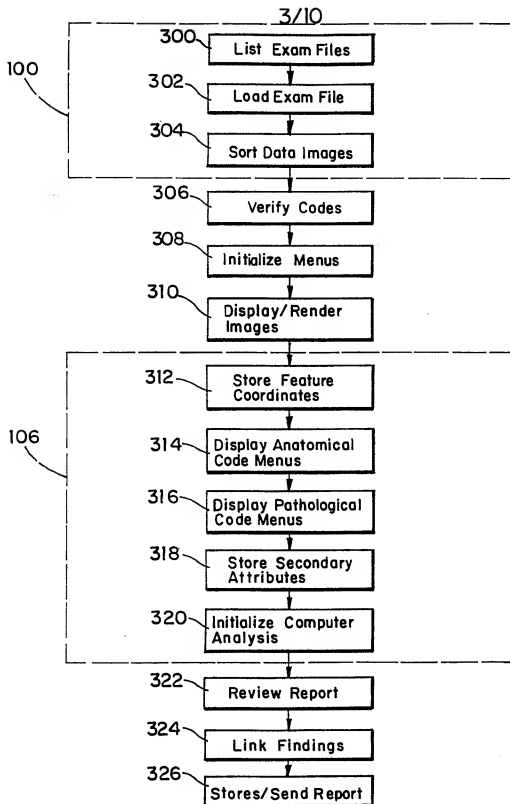 3/10
300
List Exam Files
100
302
Load Exam File
304
Sort Data Images
306
Verify Codes
308
Initialize Menus
310
Display/Render
Images
312
Store Feature
Coordinates
106
314
Display Anatomical
Code Menus
316
Display Pathological
Code Menus
318
Store Secondary
Attributes
320
Initialize Computer
Analysis
322
Review Report
324
Link Findings
326
Stores/Send Report